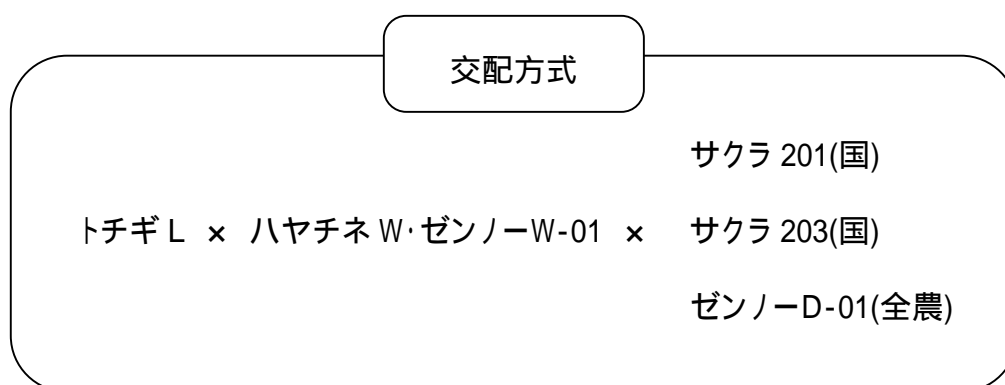 交配方式
サクラ 201(国)
トチギ L × ハヤチネ W・ゼンノーW-01 × サクラ 203(国)
ゼンノーD-01(全農)